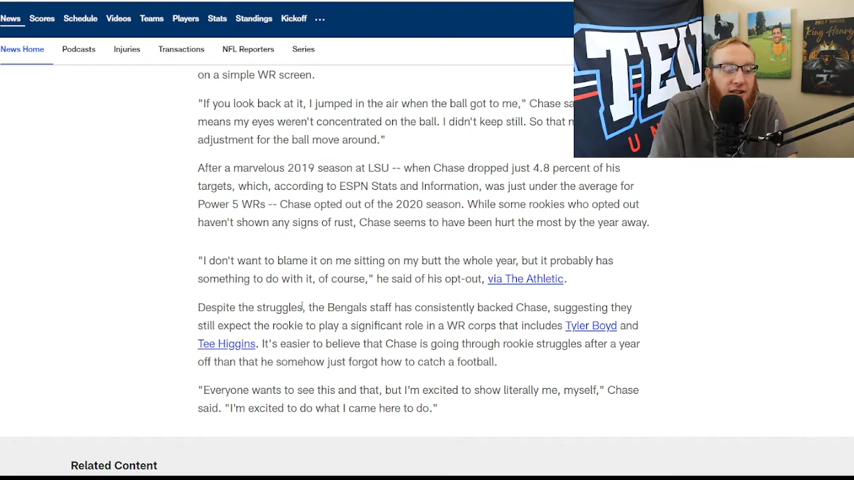 News Scores Schedule Videos Teams Players Stats Standings Kickoff ...
News Home Podcasts Injuries Transactions NFL Reporters Series
on a simple WR screen.
"If you look back at it, I jumped in the air when the ball got to me," Chase sa
means my eyes weren't concentrated on the ball. I didn't keep still. So that m
adjustment for the ball move around."
After a marvelous 2019 season at LSU -- when Chase dropped just 4.8 percent of his
targets, which, according to ESPN Stats and Information, was just under the average for
Power 5 WRs -- Chase opted out of the 2020 season. While some rookies who opted out
haven't shown any signs of rust, Chase seems to have been hurt the most by the year away.
"I don't want to blame it on me sitting on my butt the whole year, but it probably has
something to do with it, of course," he said of his opt-out, via The Athletic.
Despite the struggles, the Bengals staff has consistently backed Chase, suggesting they
still expect the rookie to play a significant role in a WR corps that includes Tyler Boyd and
Tee Higgins. It's easier to believe that Chase is going through rookie struggles after a year
off than that he somehow just forgot how to catch a football.
"Everyone wants to see this and that, but I'm excited to show literally me, myself," Chase
said. "I'm excited to do what I came here to do."
Related Content
TEU
UN
KING HENRY